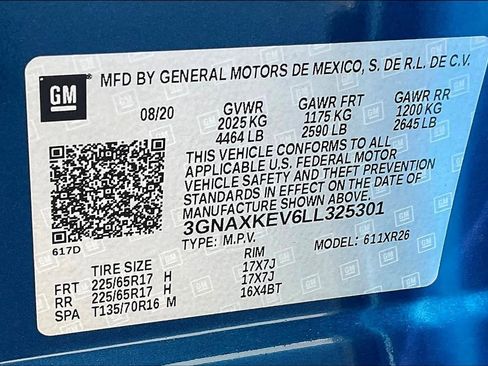 GM
MFD BY GENERAL MOTORS DE MEXICO, S. DE R.L. DE C.V.
08/20 GVWR GAWR FRT GAWR RR
2025 KG 1175 KG 1200 KG
4464 LB 2590 LB 2645 LB
THIS VEHICLE CONFORMS TO ALL
APPLICABLE U.S. FEDERAL MOTOR
VEHICLE SAFETY AND THEFT PREVENTION
STANDARDS IN EFFECT ON THE DATE OF
MANUFACTURE SHOWN ABOVE.
3GNAXKEV6LL325301
617D TYPE: M.P.V. MODEL: 611XR26
TIRE SIZE RIM
FRT 225/65R17 H 17X7J
RR 225/65R17 H 17X7J
SPA T135/70R16 M 16X4BT